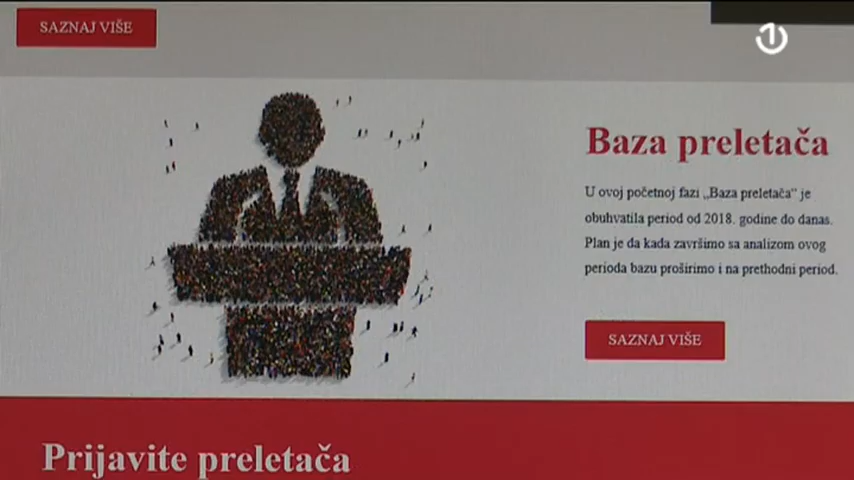 SAZNAJ VIŠE
Baza preletača
U ovoj početnoj fazi „Baza preletača“ je
obuhvatila period od 2018. godine do danas.
Plan je da kada završimo sa analizom ovog
perioda bazu proširimo i na prethodni period.
SAZNAJ VIŠE
Prijavite preletača